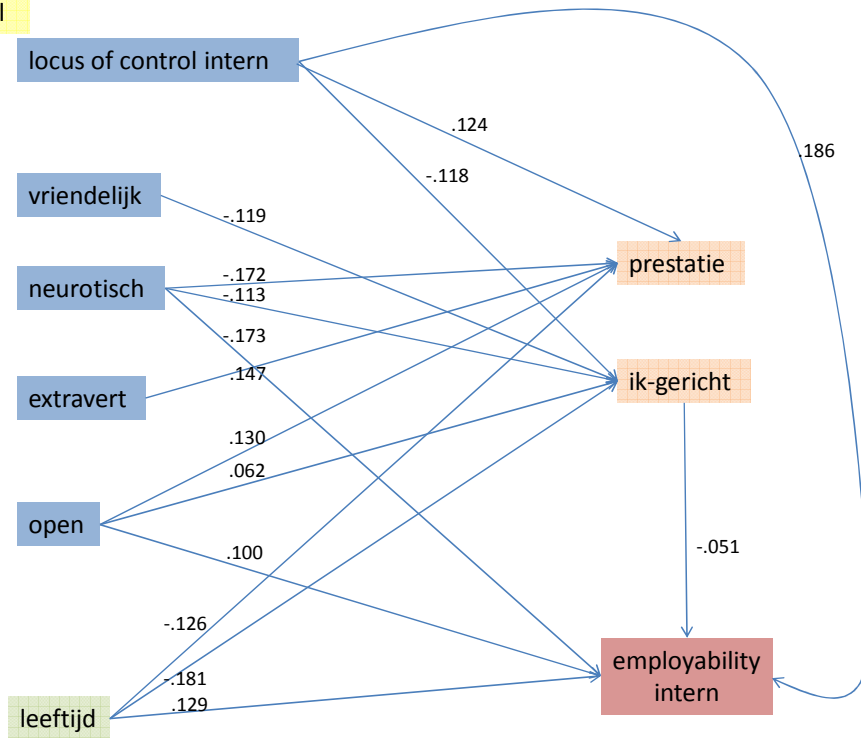 l
locus of control intern
.124
.186
-.118
vriendelijk
-.119
prestatie
neurotisch
-.172
-.113
-.173
.147
ik-gericht
extravert
.130
.062
open
.100
-.051
-.126
employability
intern
-.181
.129
leeftijd